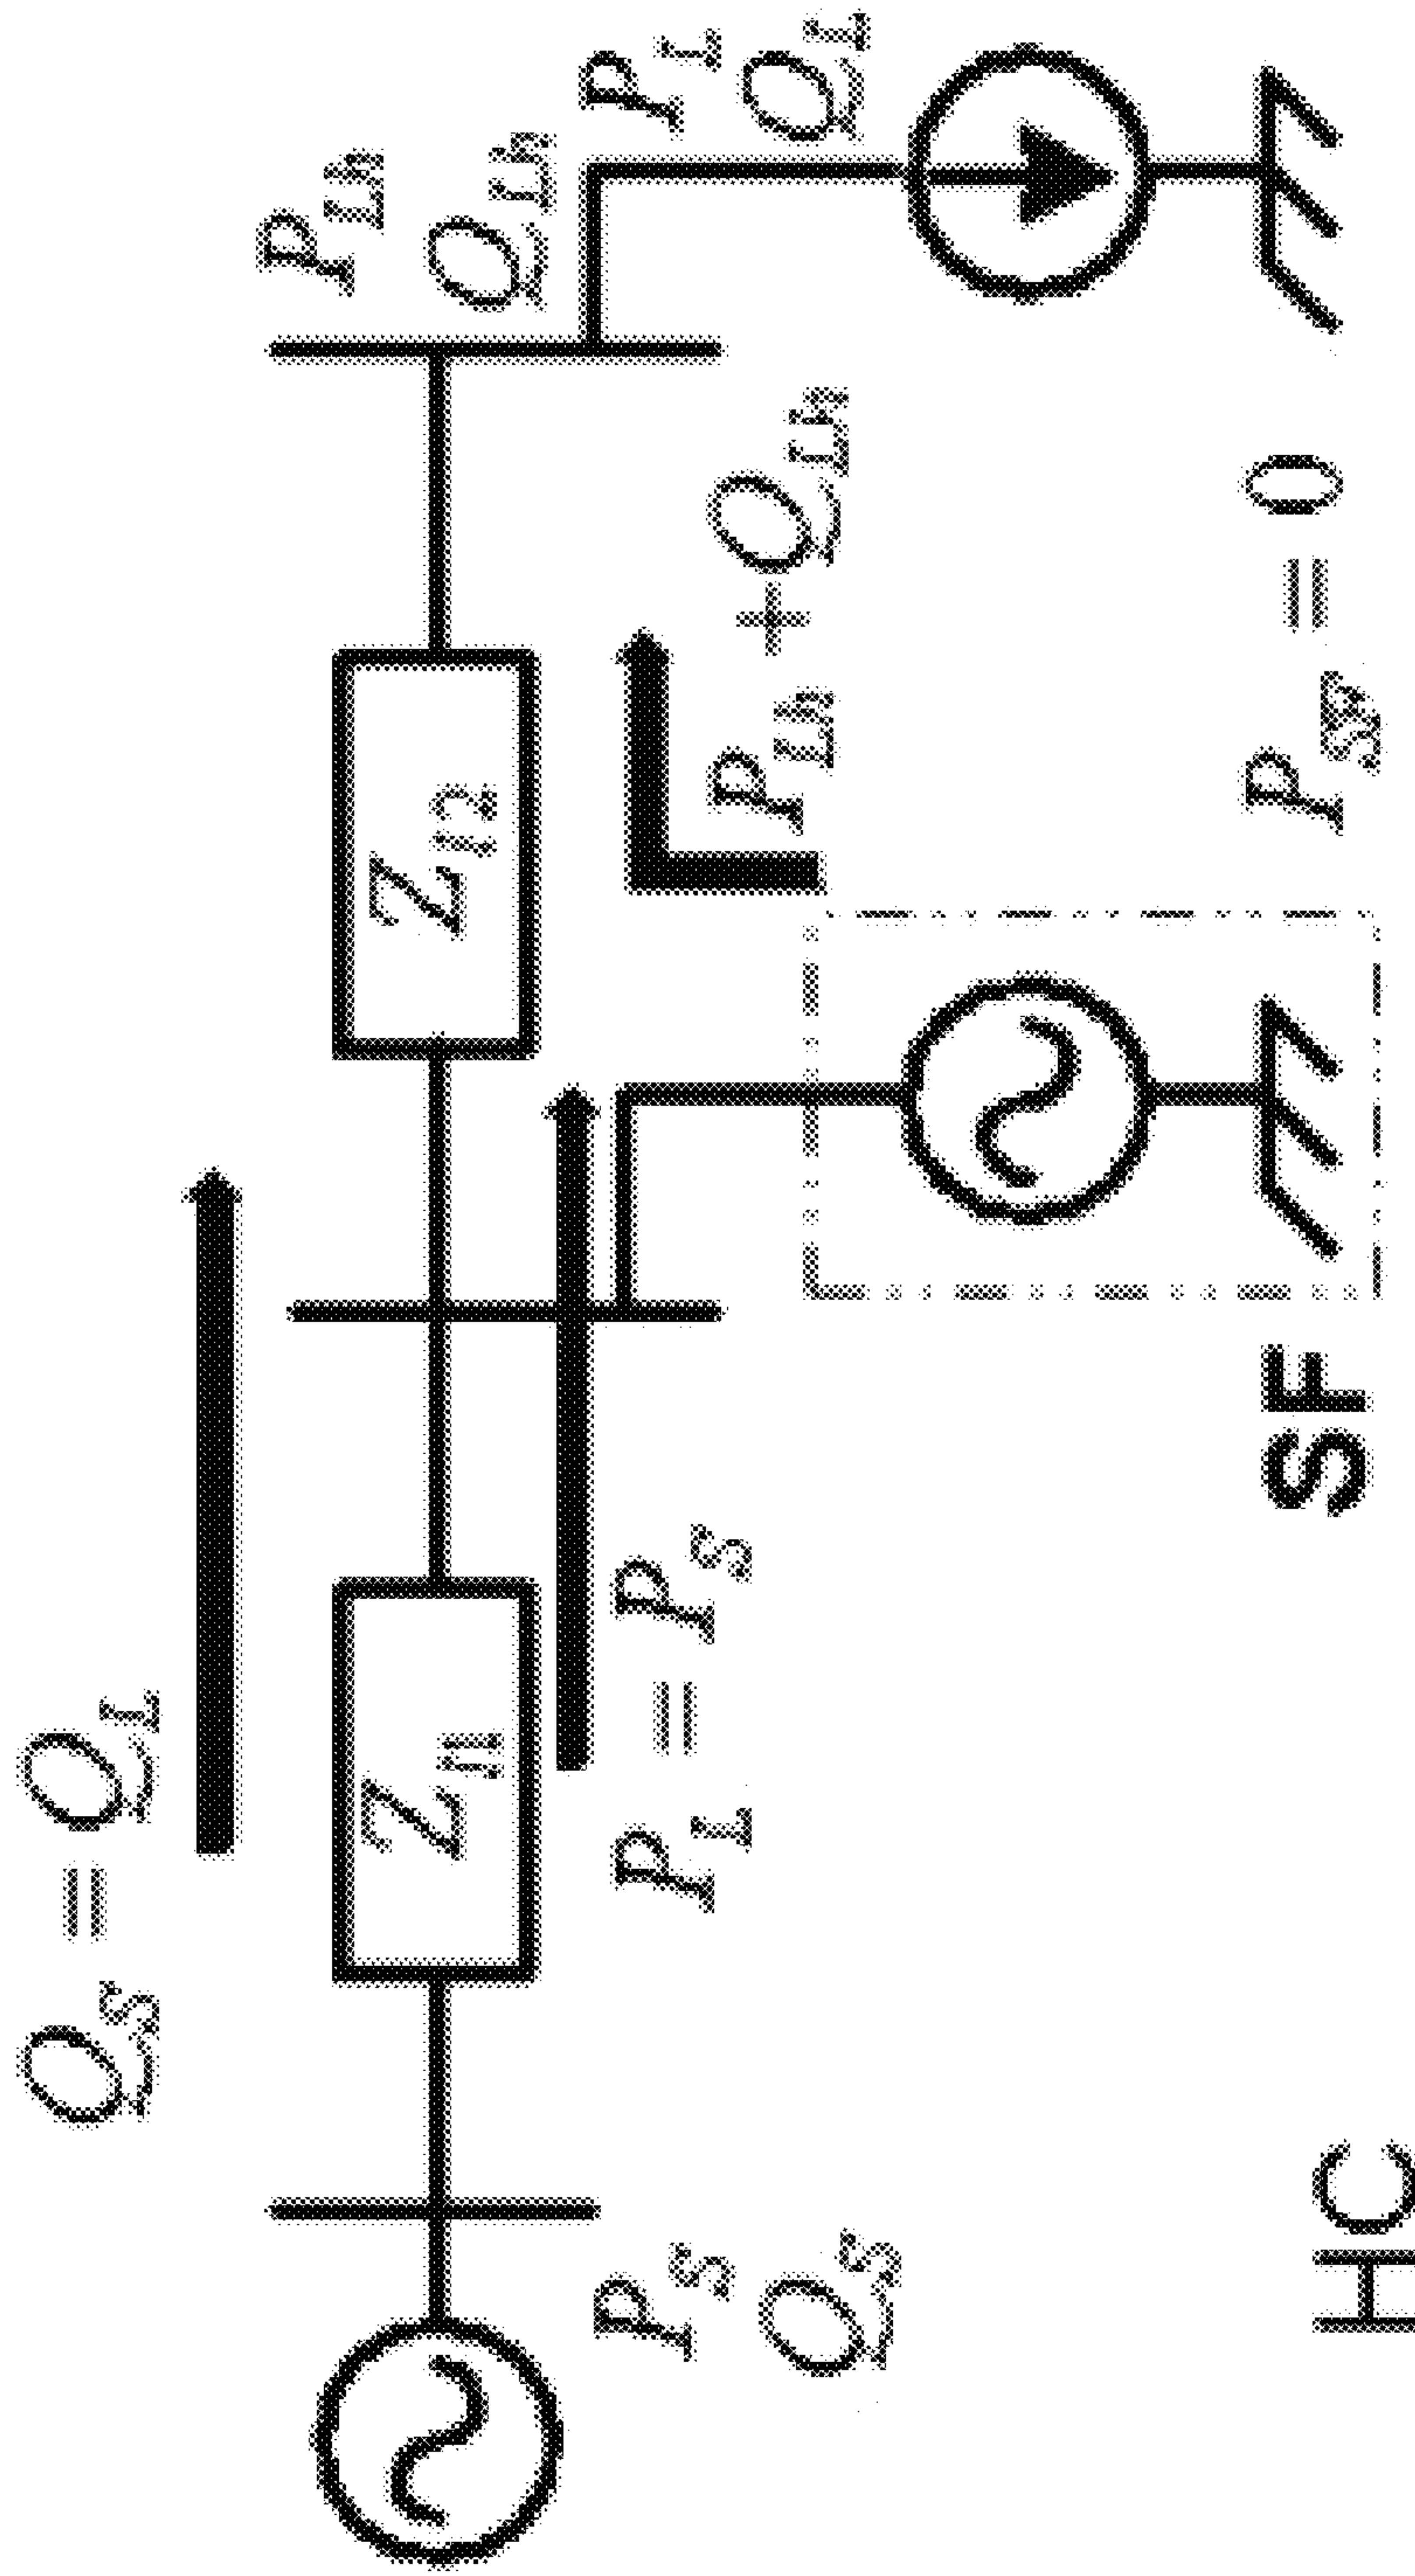 Q_S = Q_L
P_Lh
Q_Lh
Z_l1
Z_l2
P_S
Q_S
P_L = P_S
P_Lh + Q_Lh
P_L
Q_L
SF
P_SF = 0
HC